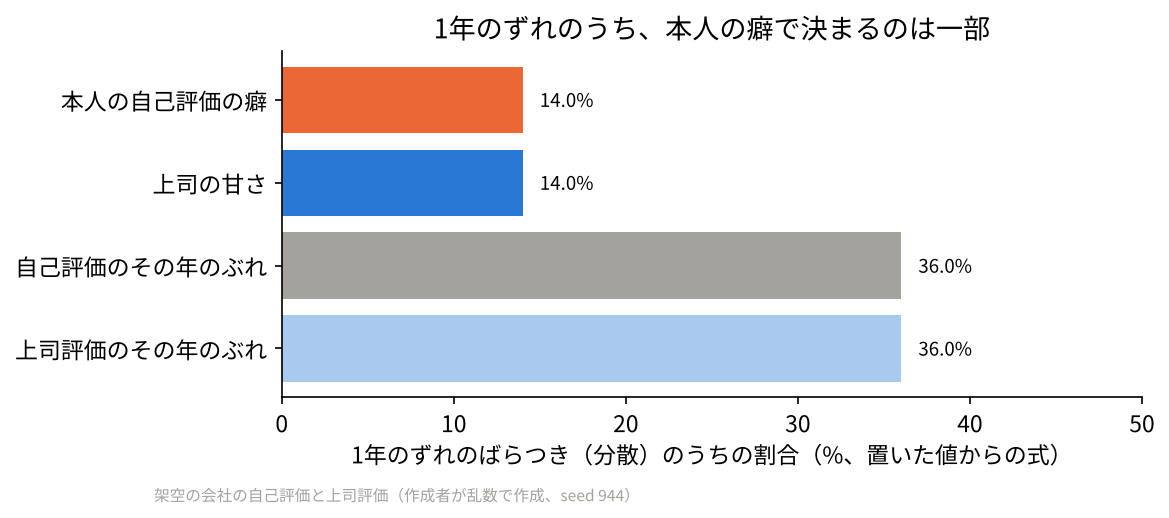 1年のずれのうち、本人の癖で決まるのは一部
本人の自己評価の癖
14.0%
上司の甘さ
14.0%
自己評価のその年のぶれ
36.0%
上司評価のその年のぶれ
36.0%
0 10 20 30 40 50
1年のずれのばらつき（分散）のうちの割合（%、置いた値からの式）
架空の会社の自己評価と上司評価（作成者が乱数で作成、seed 944）